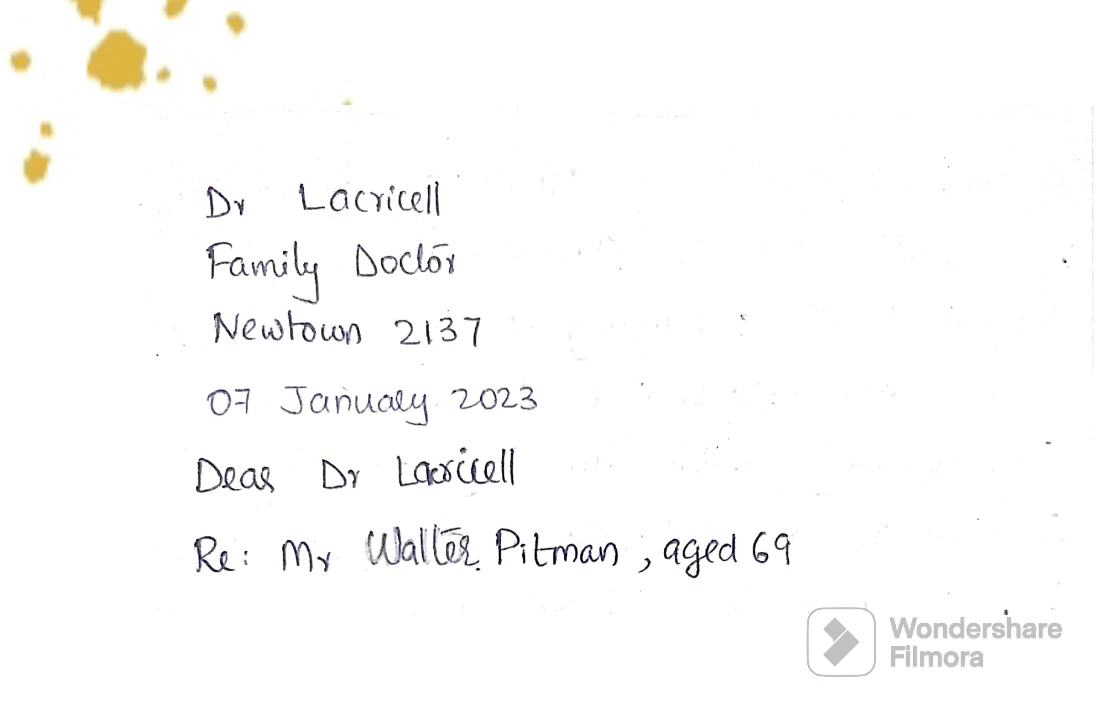 Dr Lacricell
Family Doctor
Newtown 2137
07 January 2023
Dear Dr Lacricell
Re: Mr Walter Pitman, aged 69
Wondershare
Filmora